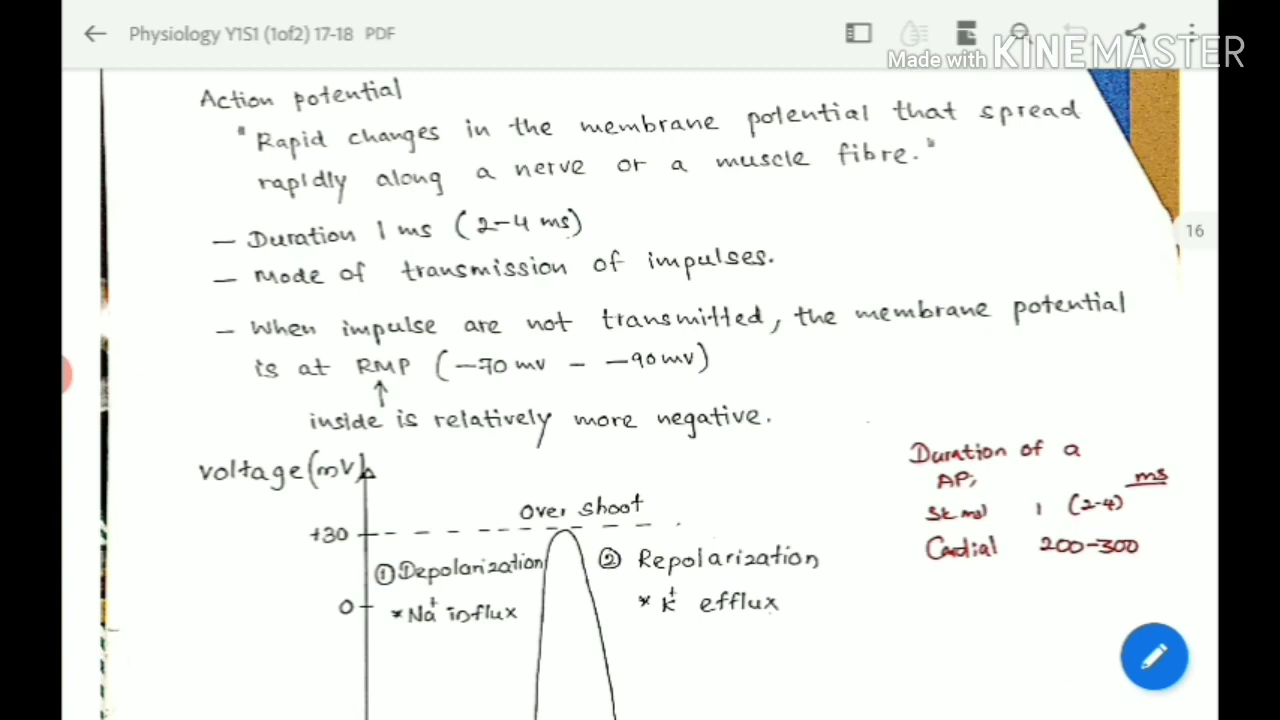 Physiology Y1S1 (1of2) 17-18 PDF
Made with KINEMASTER
Action potential
"Rapid changes in the membrane potential that spread
rapidly along a nerve or a muscle fibre."
– Duration 1 ms (2-4 ms)
– Mode of transmission of impulses.
– When impulse are not transmitted, the membrane potential
is at RMP (-70 mv – -90 mv)
↑
inside is relatively more negative.
16
voltage(mV)
Over shoot
+30
① Depolarization
* Na+ influx
② Repolarization
* K+ efflux
0
Duration of a
AP;
ms
1 (2-4)
Cardial 200-300